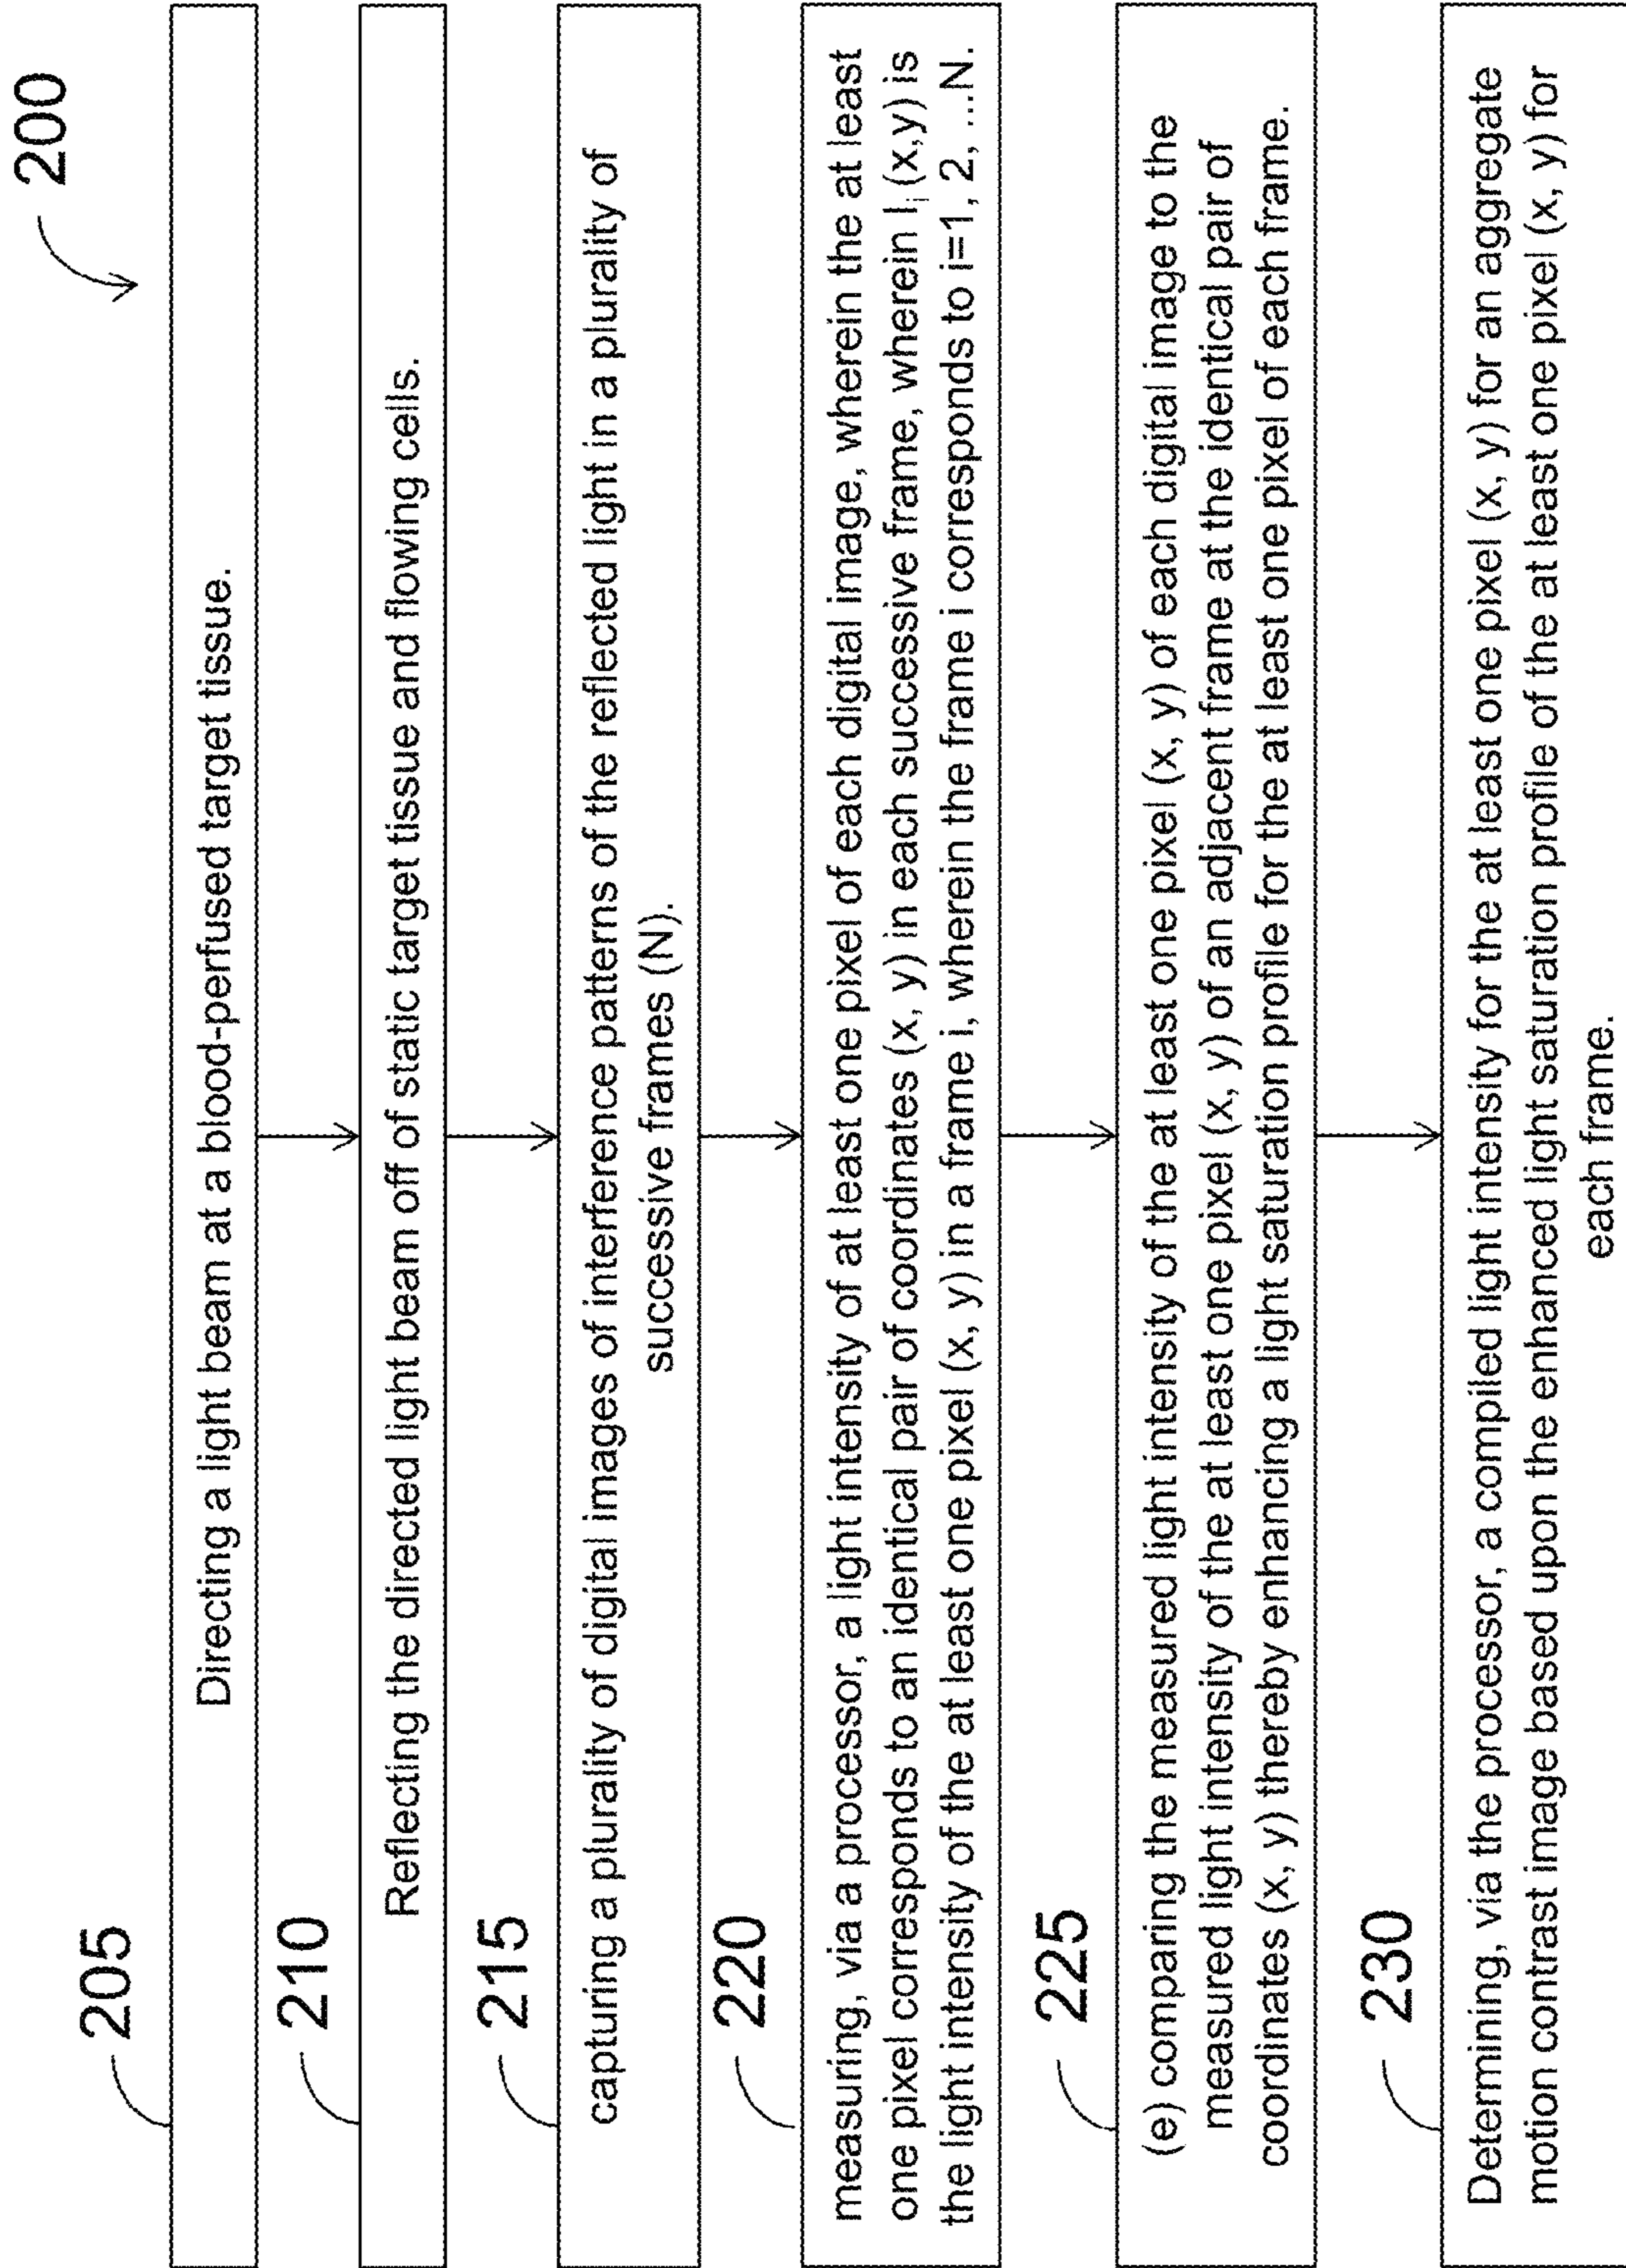 200
205
Directing a light beam at a blood-perfused target tissue.
210
Reflecting the directed light beam off of static target tissue and flowing cells.
215
capturing a plurality of digital images of interference patterns of the reflected light in a plurality of
successive frames (N).
220
measuring, via a processor, a light intensity of at least one pixel of each digital image, wherein the at least
one pixel corresponds to an identical pair of coordinates (x, y) in each successive frame, wherein Iᵢ (x,y) is
the light intensity of the at least one pixel (x, y) in a frame i, wherein the frame i corresponds to i=1, 2, ...N.
225
(e) comparing the measured light intensity of the at least one pixel (x, y) of each digital image to the
measured light intensity of the at least one pixel (x, y) of an adjacent frame at the identical pair of
coordinates (x, y) thereby enhancing a light saturation profile for the at least one pixel of each frame.
230
Determining, via the processor, a compiled light intensity for the at least one pixel (x, y) for an aggregate
motion contrast image based upon the enhanced light saturation profile of the at least one pixel (x, y) for
each frame.